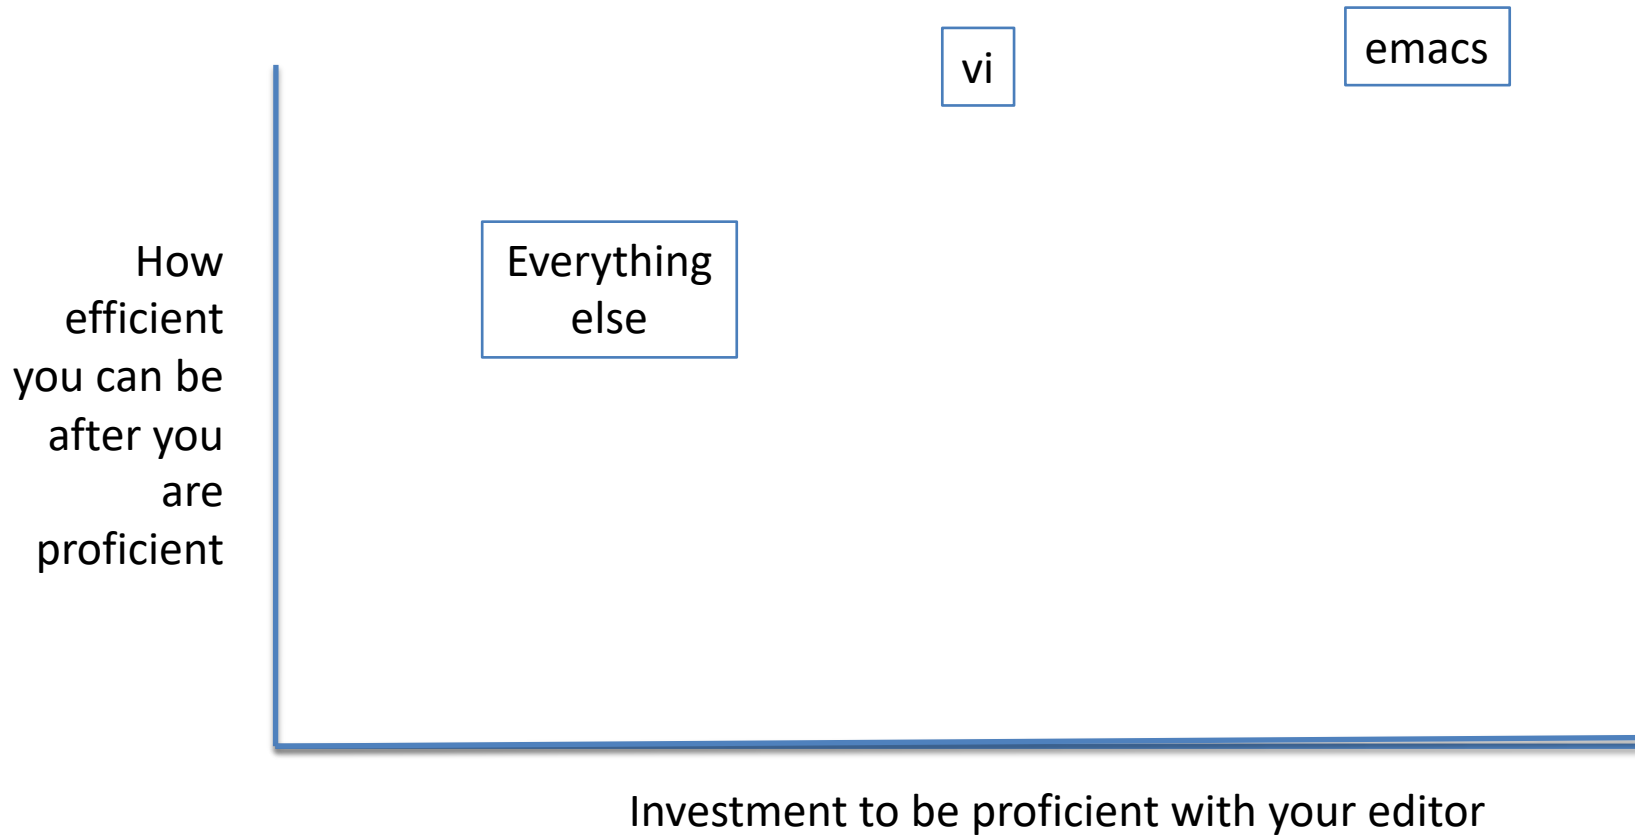 vi
emacs
Everything
else
How
efficient
you can be
after you
are
proficient
Investment to be proficient with your editor